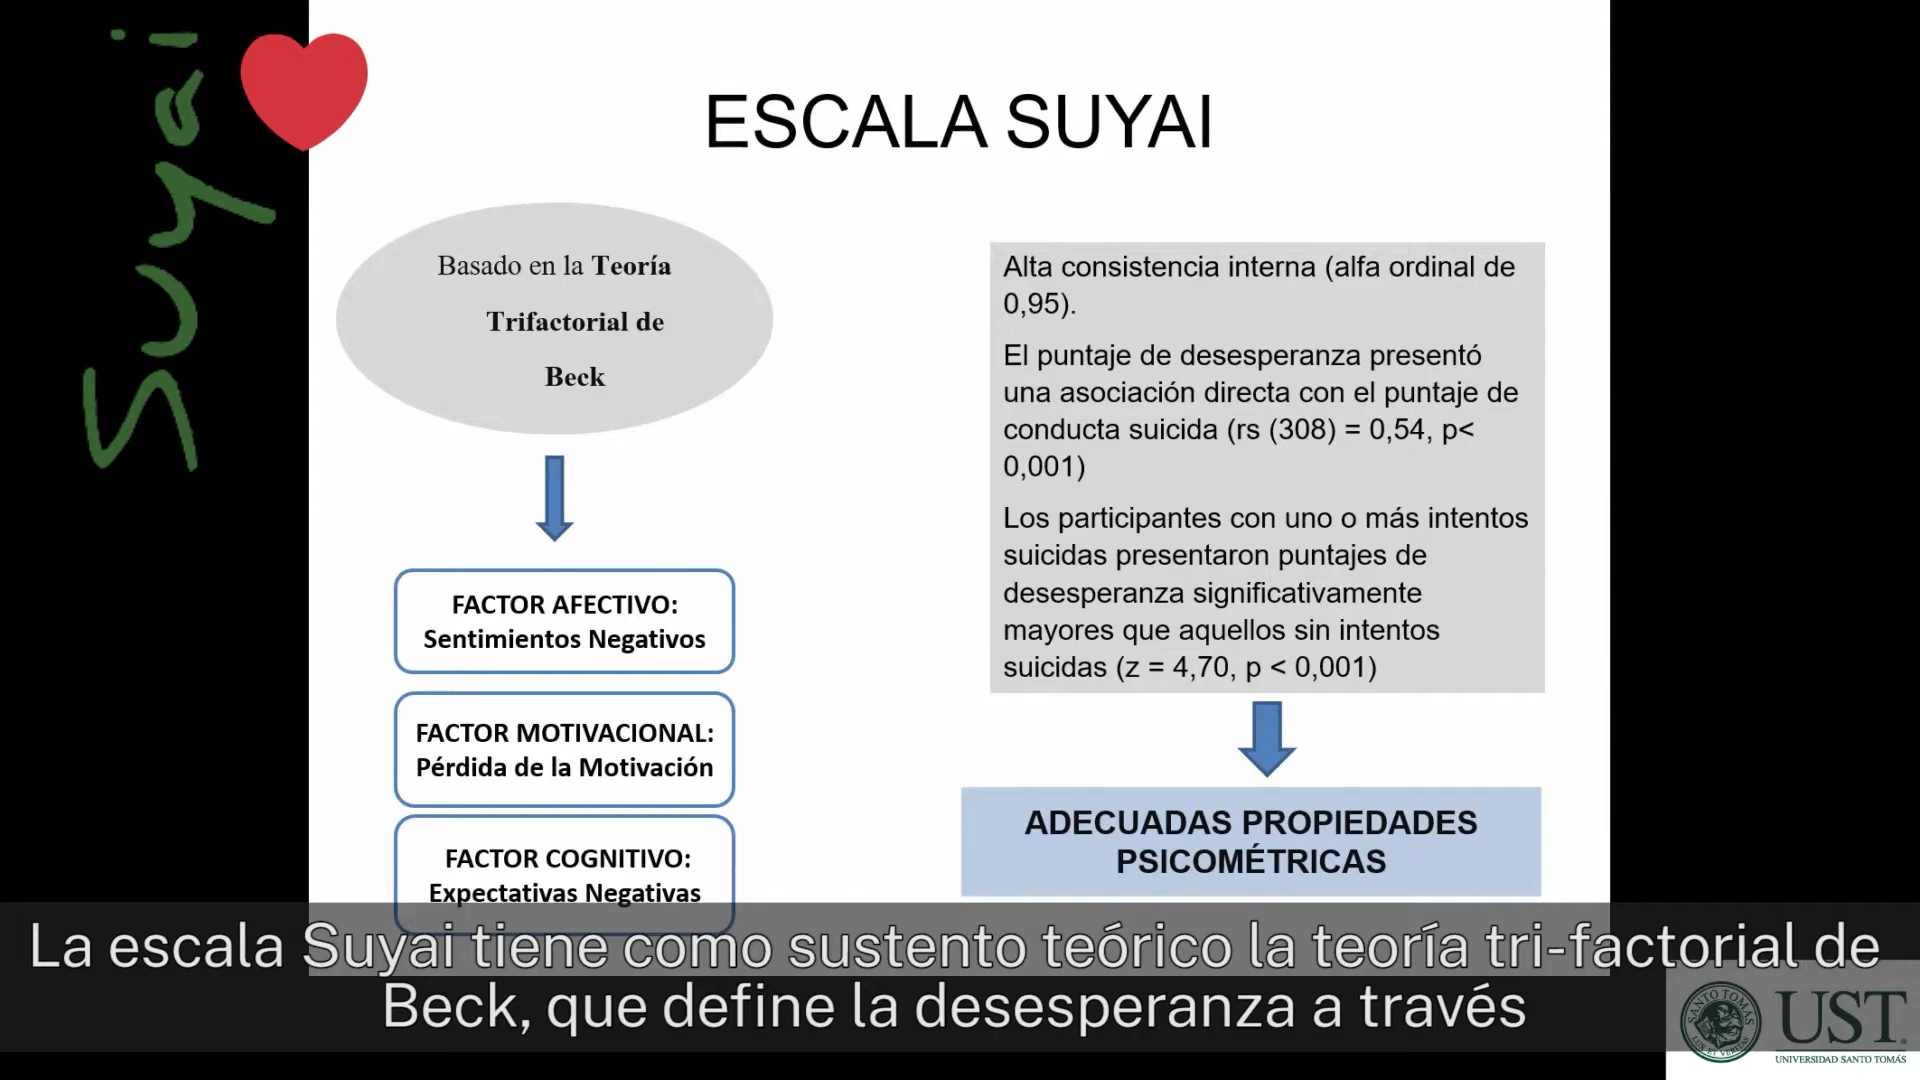 Suyai
ESCALA SUYAI
Basado en la Teoría
Trifactorial de
Beck
FACTOR AFECTIVO:
Sentimientos Negativos
FACTOR MOTIVACIONAL:
Pérdida de la Motivación
FACTOR COGNITIVO:
Expectativas Negativas
Alta consistencia interna (alfa ordinal de
0,95).
El puntaje de desesperanza presentó
una asociación directa con el puntaje de
conducta suicida (rs (308) = 0,54, p<
0,001)
Los participantes con uno o más intentos
suicidas presentaron puntajes de
desesperanza significativamente
mayores que aquellos sin intentos
suicidas (z = 4,70, p < 0,001)
ADECUADAS PROPIEDADES
PSICOMÉTRICAS
La escala Suyai tiene como sustento teórico la teoría tri-factorial de
Beck, que define la desesperanza a través
SANTO TOMAS
UST
UNIVERSIDAD SANTO TOMÁS